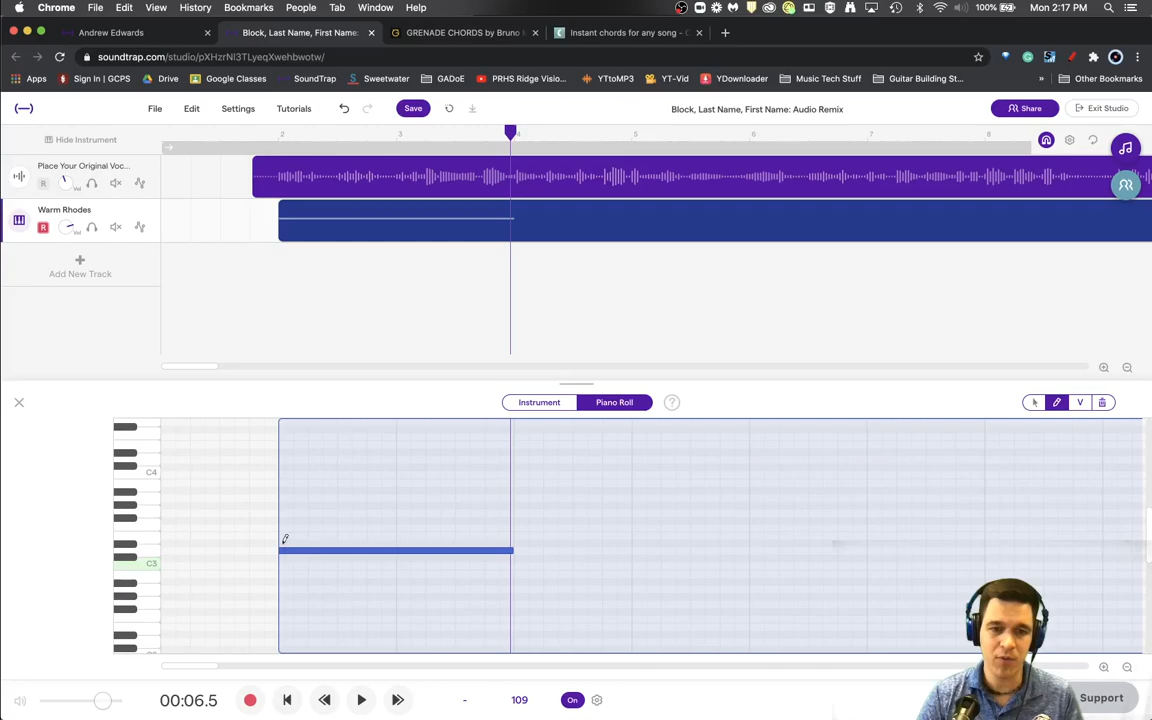 Chrome File Edit View History Bookmarks People Tab Window Help 100% Mon 2:17 PM
Andrew Edwards Block, Last Name, First Name: GRENADE CHORDS by Bruno Instant chords for any song -
soundtrap.com/studio/pXHzrNI3TLyeqXwehbwotw/
Apps Sign In | GCPS Drive Google Classes SoundTrap Sweetwater GADoE PRHS Ridge Vision... YTtoMP3 YT-Vid YDownloader Music Tech Stuff Guitar Building St... » Other Bookmarks
File Edit Settings Tutorials Save Block, Last Name, First Name: Audio Remix Share Exit Studio
Hide Instrument 2 3 4 5 6 7 8
Place Your Original Voc...
R Vol
Warm Rhodes
R Vol
Add New Track
Instrument Piano Roll ? V
C4
C3
00:06.5 - 109 On Support